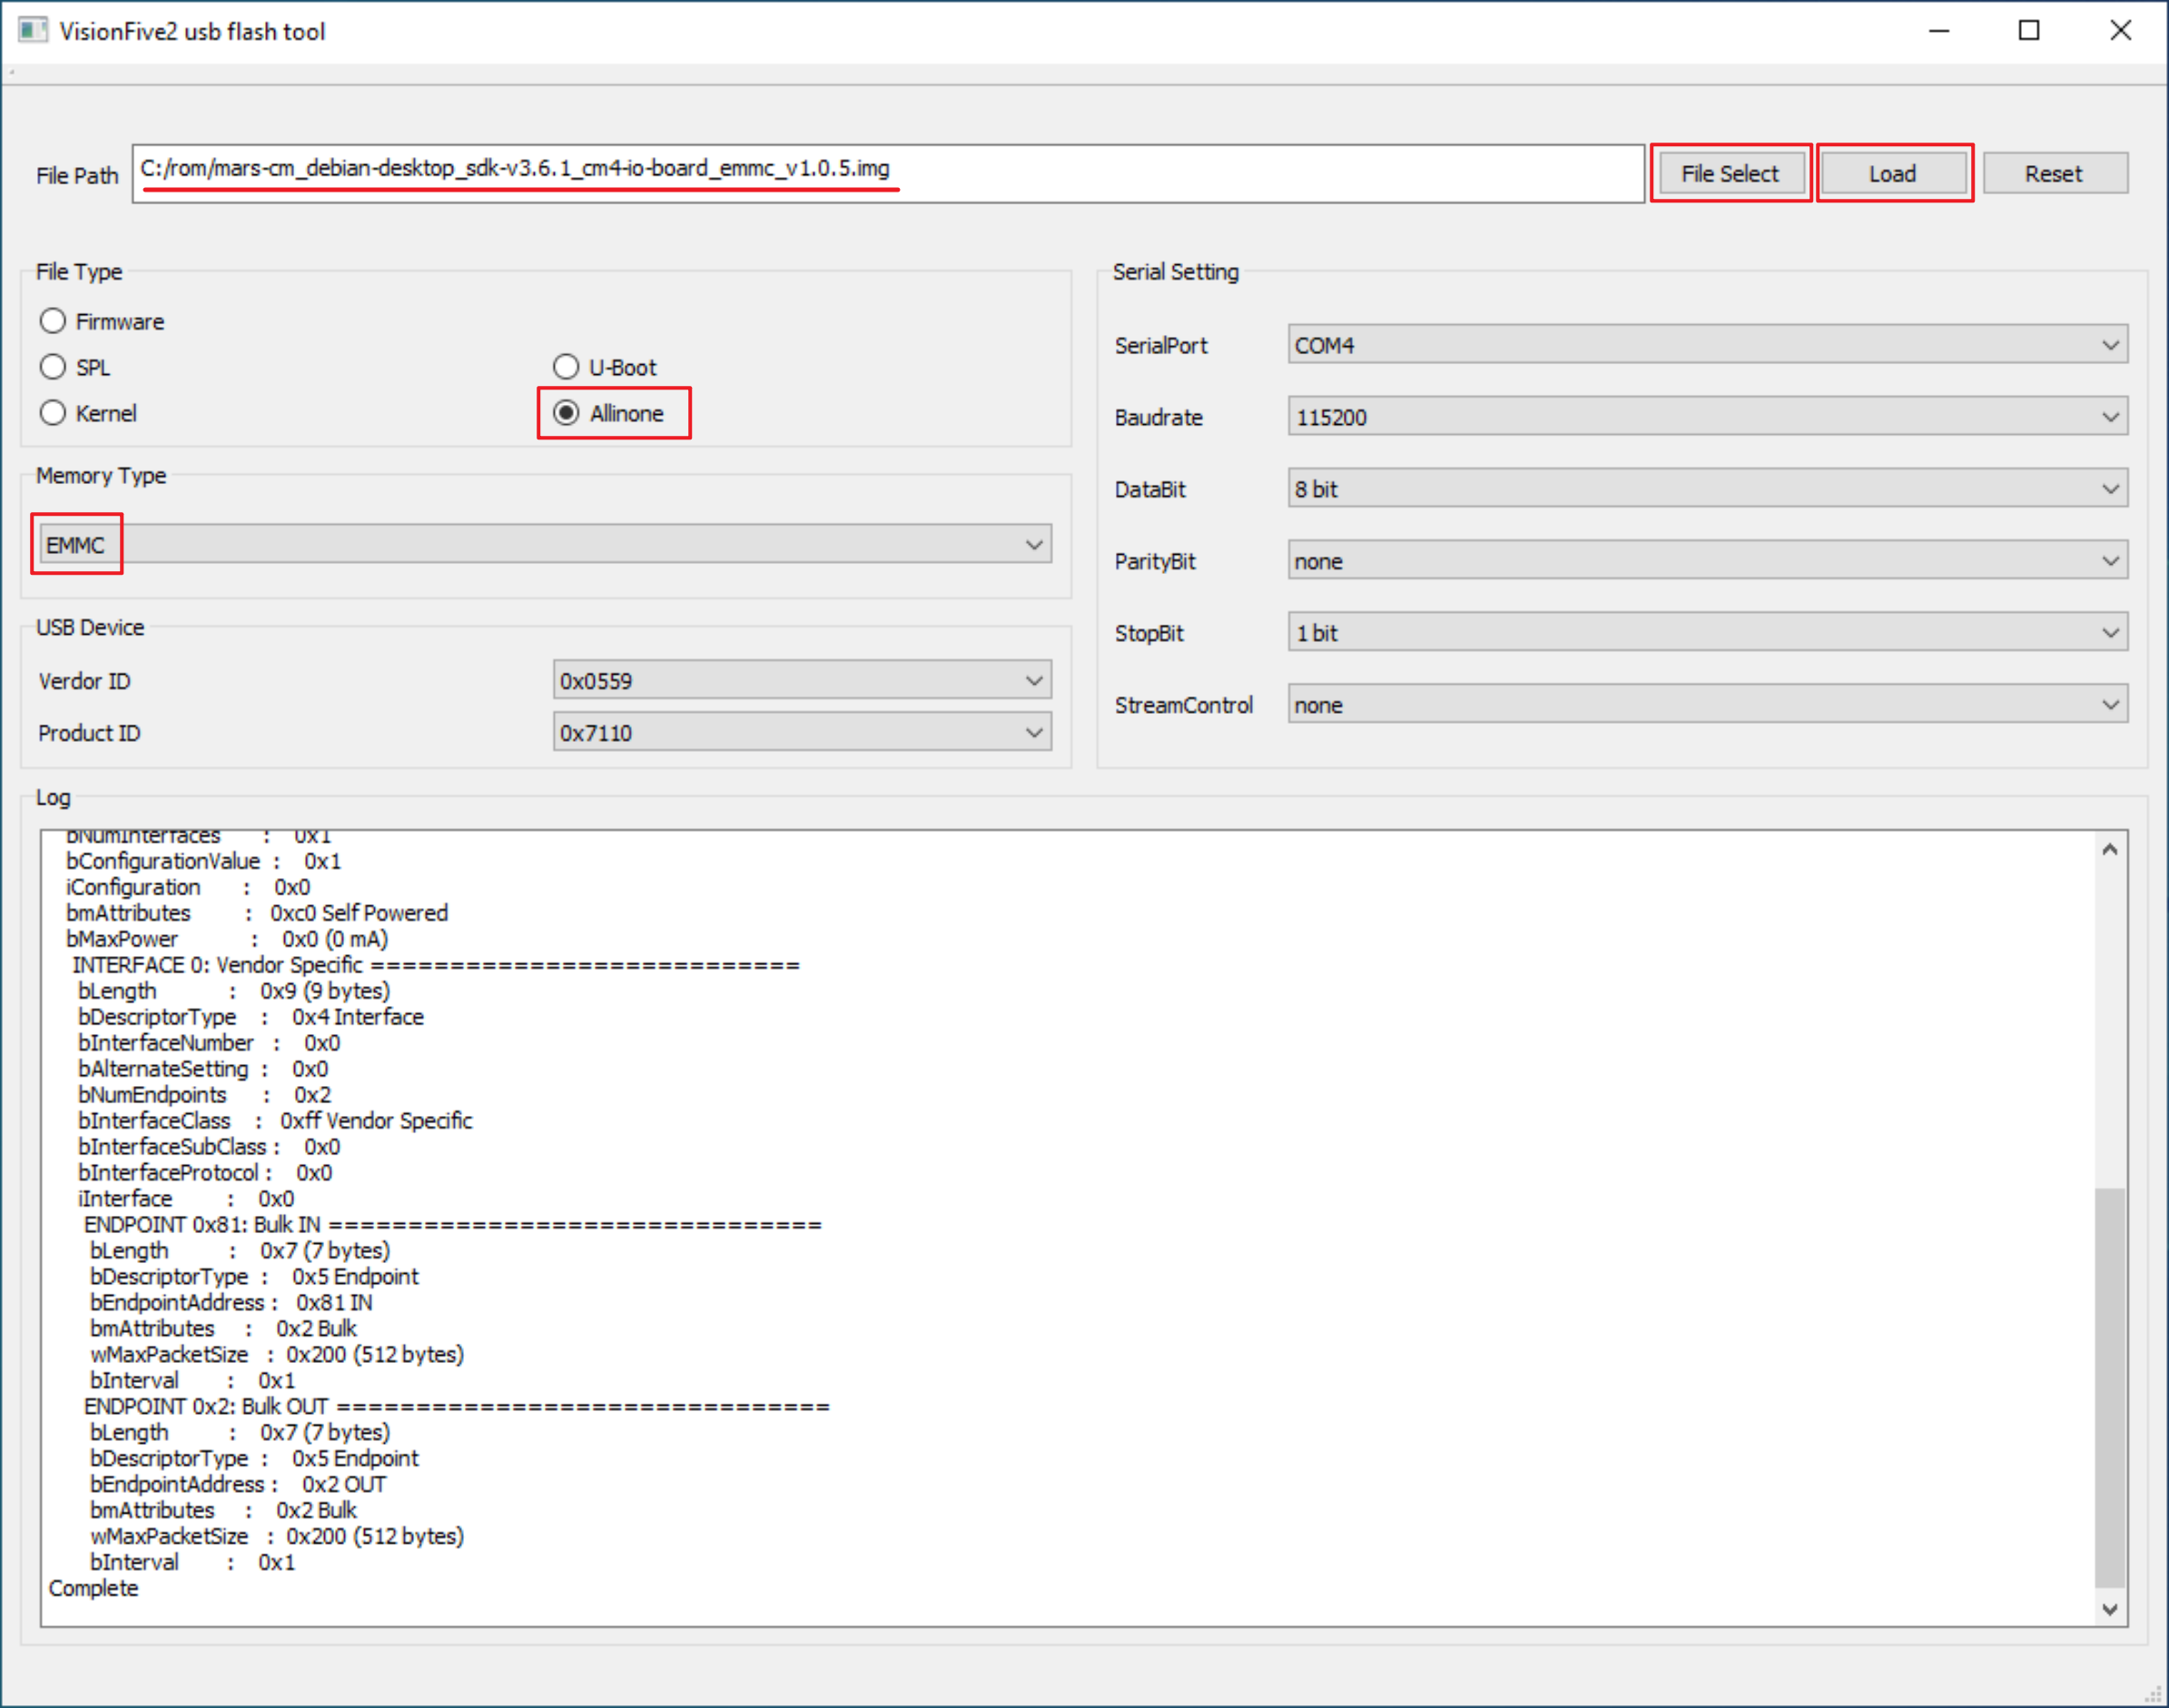 VisionFive2 usb flash tool
File Path C:/rom/mars-cm_debian-desktop_sdk-v3.6.1_cm4-io-board_emmc_v1.0.5.img File Select Load Reset
File Type
Firmware
SPL U-Boot
Kernel Allinone
Memory Type
EMMC
USB Device
Verdor ID 0x0559
Product ID 0x7110
Serial Setting
SerialPort COM4
Baudrate 115200
DataBit 8 bit
ParityBit none
StopBit 1 bit
StreamControl none
Log
bNumInterfaces : 0x1
bConfigurationValue : 0x1
iConfiguration : 0x0
bmAttributes : 0xc0 Self Powered
bMaxPower : 0x0 (0 mA)
INTERFACE 0: Vendor Specific ===========================
bLength : 0x9 (9 bytes)
bDescriptorType : 0x4 Interface
bInterfaceNumber : 0x0
bAlternateSetting : 0x0
bNumEndpoints : 0x2
bInterfaceClass : 0xff Vendor Specific
bInterfaceSubClass : 0x0
bInterfaceProtocol : 0x0
iInterface : 0x0
ENDPOINT 0x81: Bulk IN ===============================
bLength : 0x7 (7 bytes)
bDescriptorType : 0x5 Endpoint
bEndpointAddress : 0x81 IN
bmAttributes : 0x2 Bulk
wMaxPacketSize : 0x200 (512 bytes)
bInterval : 0x1
ENDPOINT 0x2: Bulk OUT ===============================
bLength : 0x7 (7 bytes)
bDescriptorType : 0x5 Endpoint
bEndpointAddress : 0x2 OUT
bmAttributes : 0x2 Bulk
wMaxPacketSize : 0x200 (512 bytes)
bInterval : 0x1
Complete